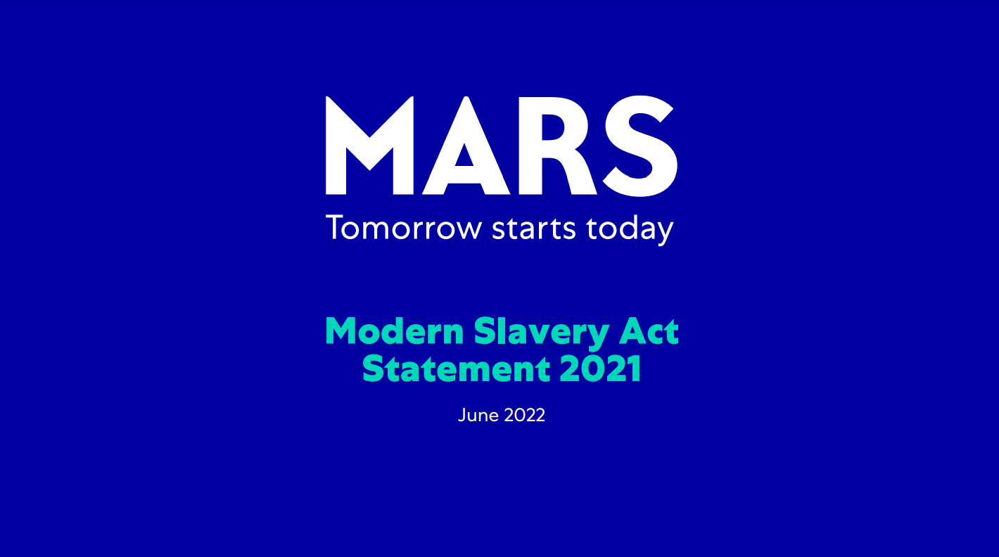 MARS
Tomorrow starts today
Modern Slavery Act
Statement 2021
June 2022